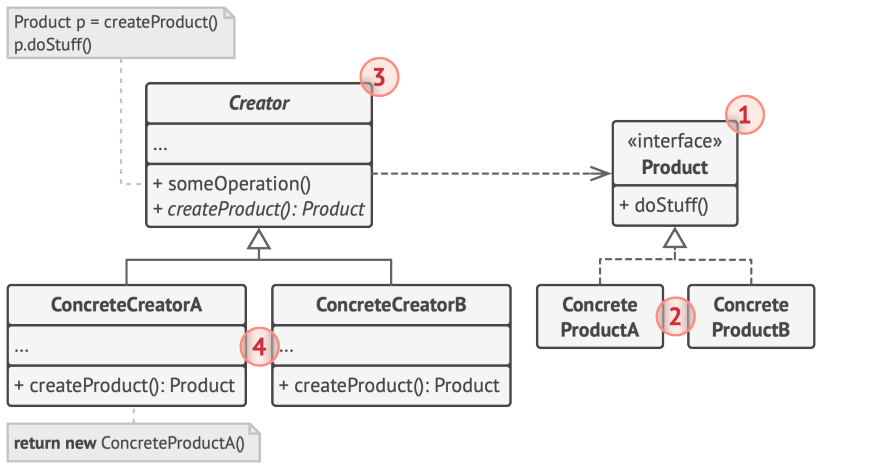 Product p = createProduct()
p.doStuff()
3
Creator
...
+ someOperation()
+ createProduct(): Product
1
«interface»
Product
+ doStuff()
ConcreteCreatorA
...
+ createProduct(): Product
4
ConcreteCreatorB
...
+ createProduct(): Product
Concrete
ProductA
2
Concrete
ProductB
return new ConcreteProductA()